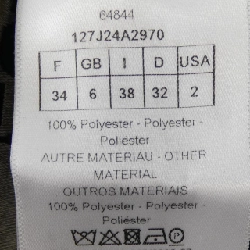 64844
127J24A2970
F GB I D USA
34 6 38 32 2
100% Polyester - Polyester -
Poliéster
AUTRE MATERIAU - OTHER
MATERIAL
OUTROS MATERIAIS
100% Polyester - Polyester -
Poliéster